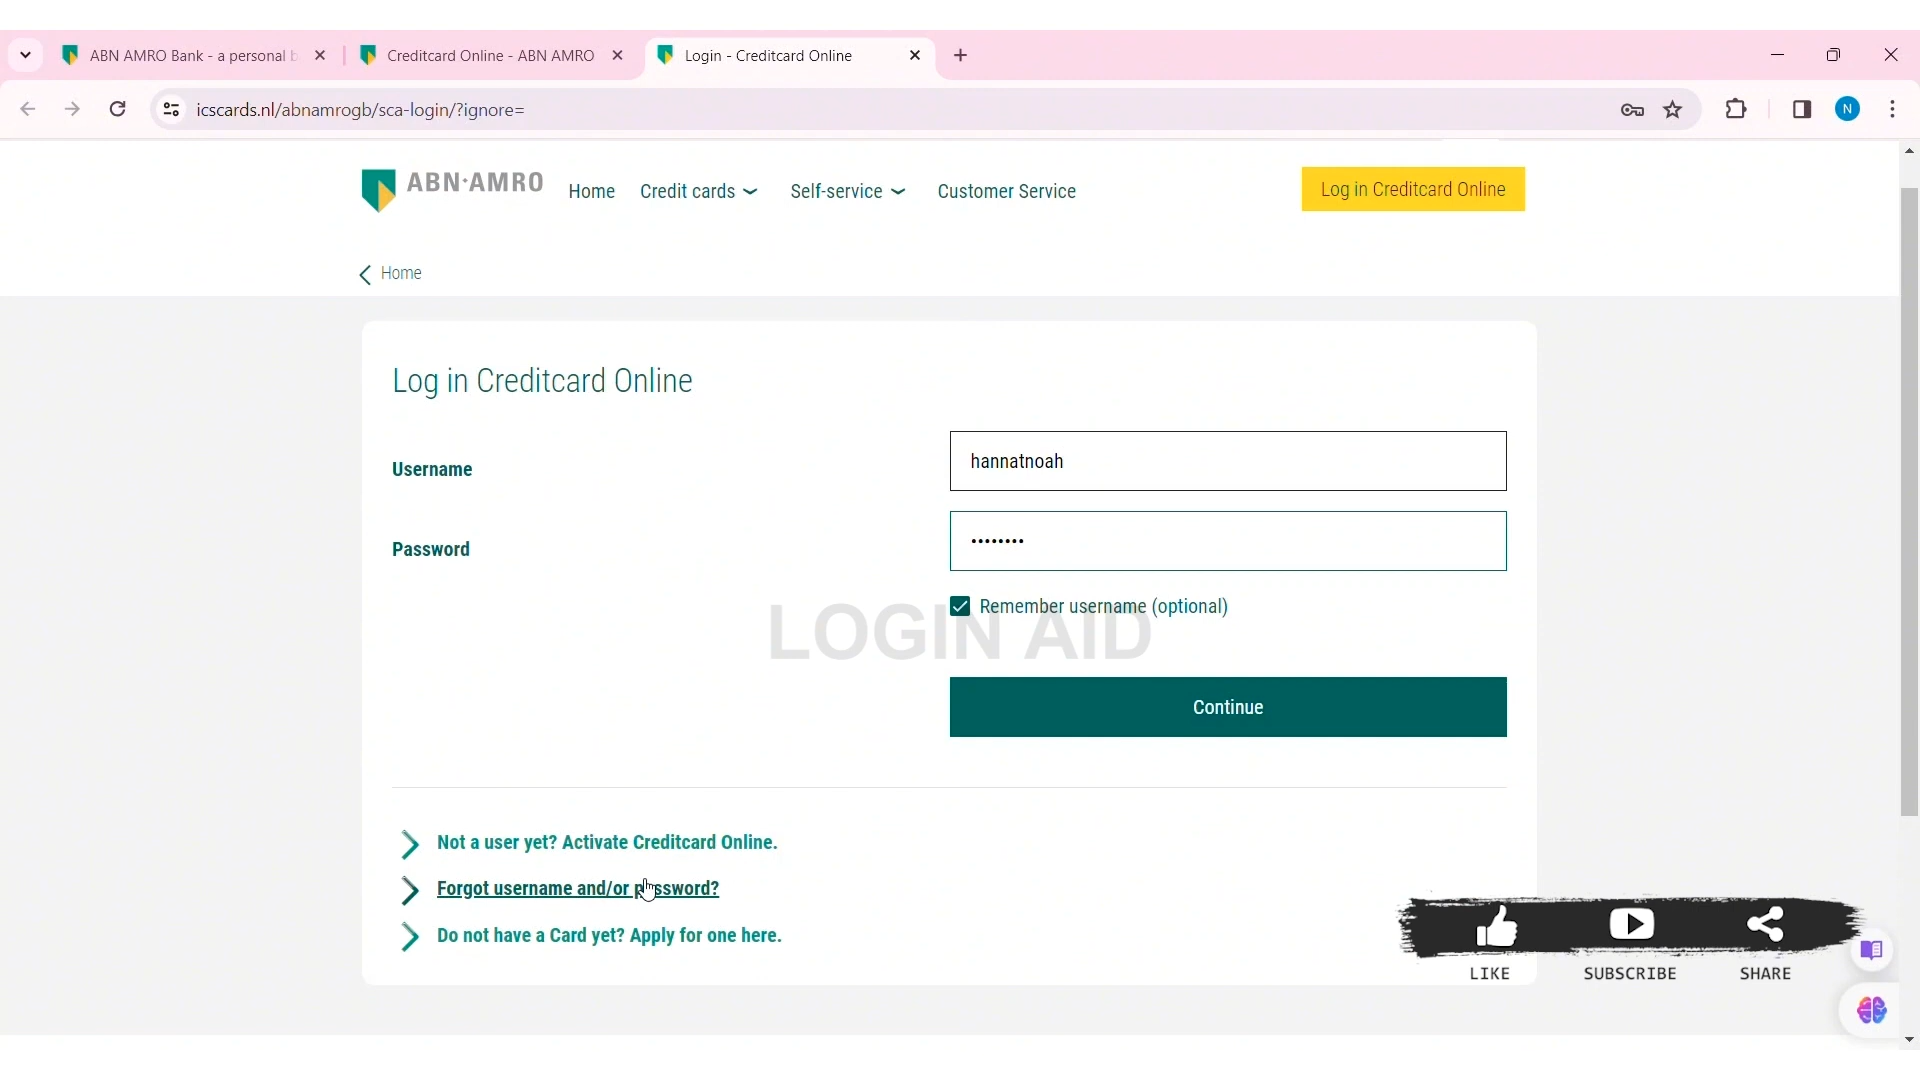 ABN AMRO Bank - a personal b
Creditcard Online - ABN AMRO
Login - Creditcard Online
icscards.nl/abnamrogb/sca-login/?ignore=
N
ABN·AMRO
Home
Credit cards
Self-service
Customer Service
Log in Creditcard Online
Home
Log in Creditcard Online
Username
hannatnoah
Password
••••••••
Remember username (optional)
LOGIN AID
Continue
Not a user yet? Activate Creditcard Online.
Forgot username and/or password?
Do not have a Card yet? Apply for one here.
LIKE
SUBSCRIBE
SHARE